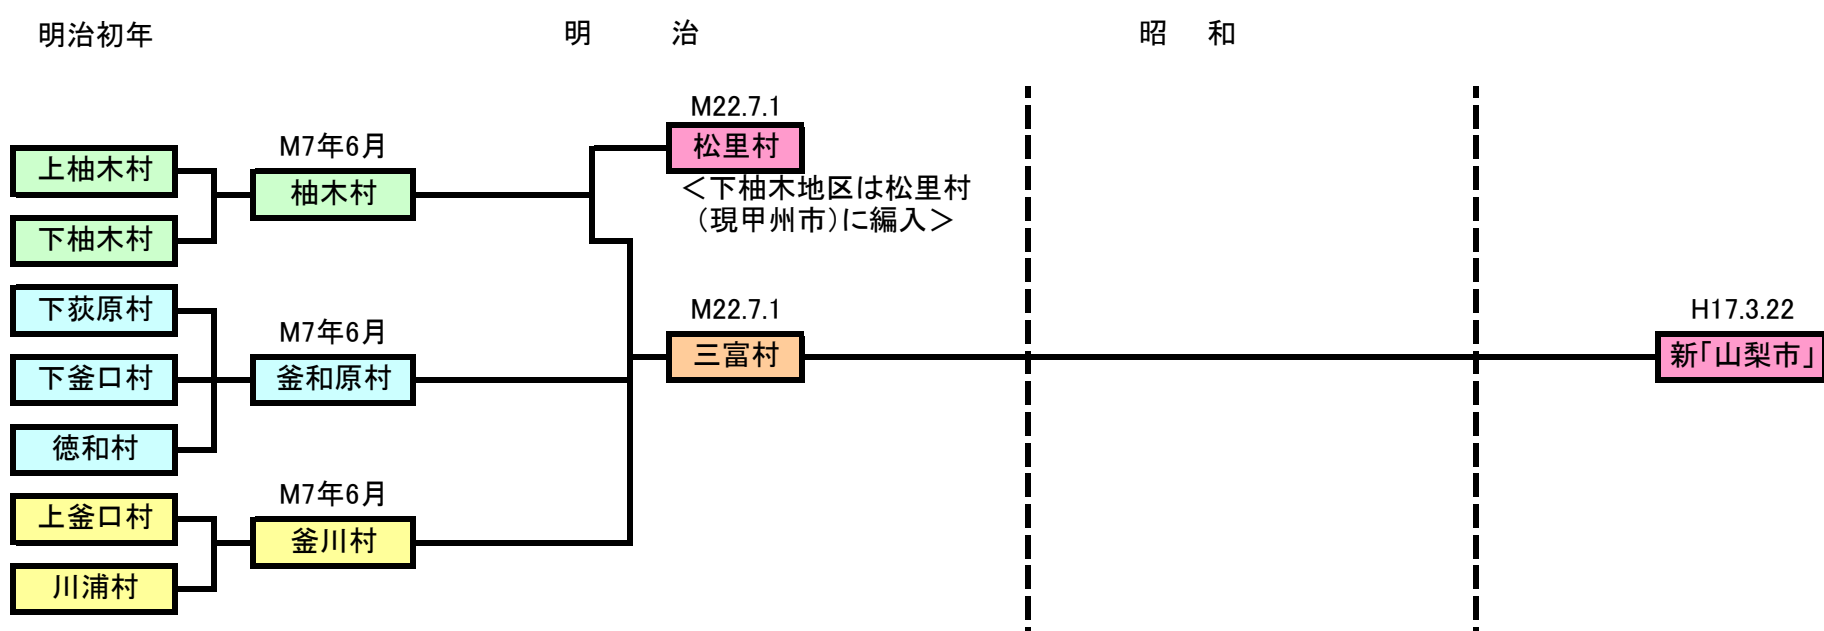 明治初年
明　治
昭　和
上柚木村
下柚木村
下荻原村
下釜口村
徳和村
上釜口村
川浦村
M7年6月
柚木村
M7年6月
釜和原村
M7年6月
釜川村
M22.7.1
松里村
＜下柚木地区は松里村
（現甲州市）に編入＞
M22.7.1
三富村
H17.3.22
新「山梨市」